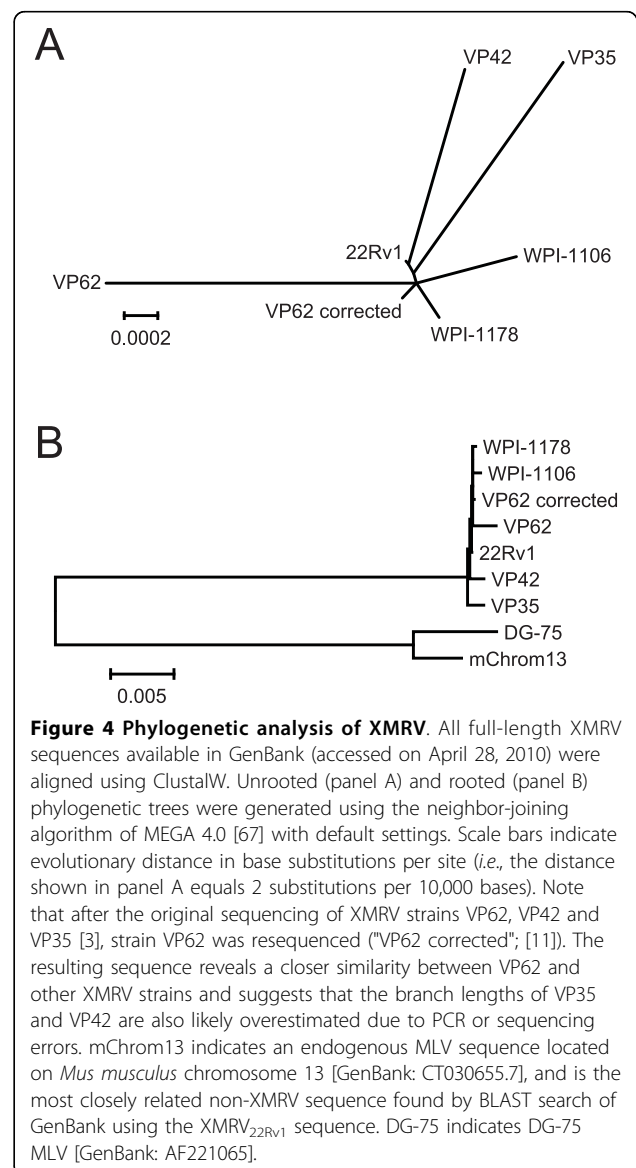 A
VP42
VP35
22Rv1
WPI-1106
VP62
VP62 corrected
0.0002
WPI-1178
B
WPI-1178
WPI-1106
VP62 corrected
VP62
22Rv1
VP42
VP35
DG-75
mChrom13
0.005
Figure 4 Phylogenetic analysis of XMRV. All full-length XMRV
sequences available in GenBank (accessed on April 28, 2010) were
aligned using ClustalW. Unrooted (panel A) and rooted (panel B)
phylogenetic trees were generated using the neighbor-joining
algorithm of MEGA 4.0 [67] with default settings. Scale bars indicate
evolutionary distance in base substitutions per site (i.e., the distance
shown in panel A equals 2 substitutions per 10,000 bases). Note
that after the original sequencing of XMRV strains VP62, VP42 and
VP35 [3], strain VP62 was resequenced ("VP62 corrected"; [11]). The
resulting sequence reveals a closer similarity between VP62 and
other XMRV strains and suggests that the branch lengths of VP35
and VP42 are also likely overestimated due to PCR or sequencing
errors. mChrom13 indicates an endogenous MLV sequence located
on Mus musculus chromosome 13 [GenBank: CT030655.7], and is the
most closely related non-XMRV sequence found by BLAST search of
GenBank using the XMRV22Rv1 sequence. DG-75 indicates DG-75
MLV [GenBank: AF221065].